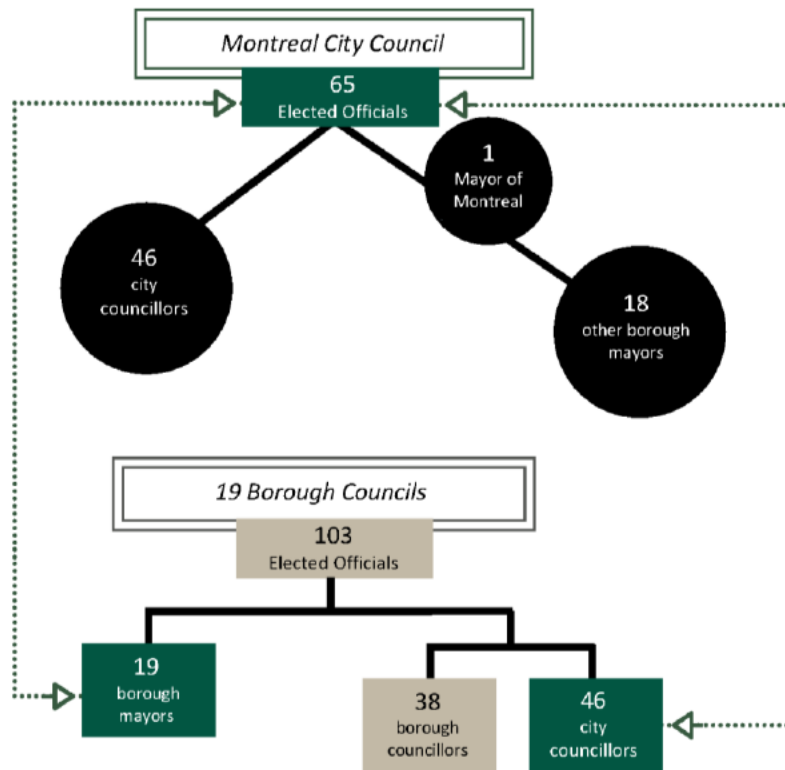 Montreal City Council
65
Elected Officials
1
Mayor of
Montreal
46
city
councillors
18
other borough
mayors
19 Borough Councils
103
Elected Officials
19
borough
mayors
38
borough
councillors
46
city
councillors